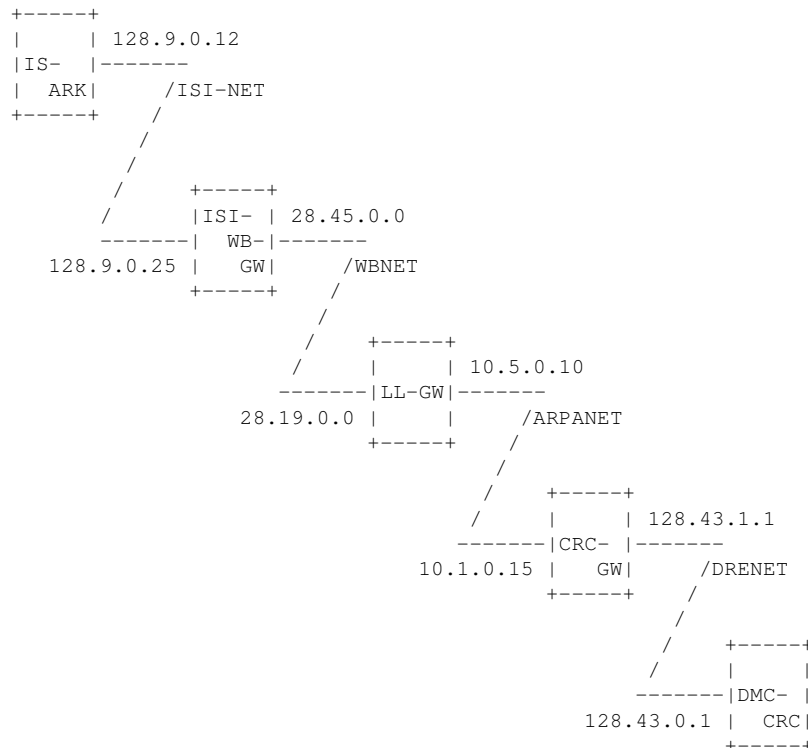 +-----+
|     | 128.9.0.12
|IS-  |-------
|  ARK|     /ISI-NET
+-----+    /
          /
         /
        /     +-----+
       /      |ISI- | 28.45.0.0
       -------|  WB-|-------
   128.9.0.25 |   GW|     /WBNET
              +-----+    /
                        /
                       /     +-----+
                      /      |     | 10.5.0.10
                     -------|LL-GW|-------
                  28.19.0.0 |     |     /ARPANET
                            +-----+    /
                                      /
                                     /     +-----+
                                    /      |     | 128.43.1.1
                                   -------|CRC- |-------
                                10.1.0.15 |   GW|     /DRENET
                                          +-----+    /
                                                    /
                                                   /     +-----+
                                                  /      |     |
                                                 -------|DMC- |
                                             128.43.0.1 |  CRC|
                                                        +-----+